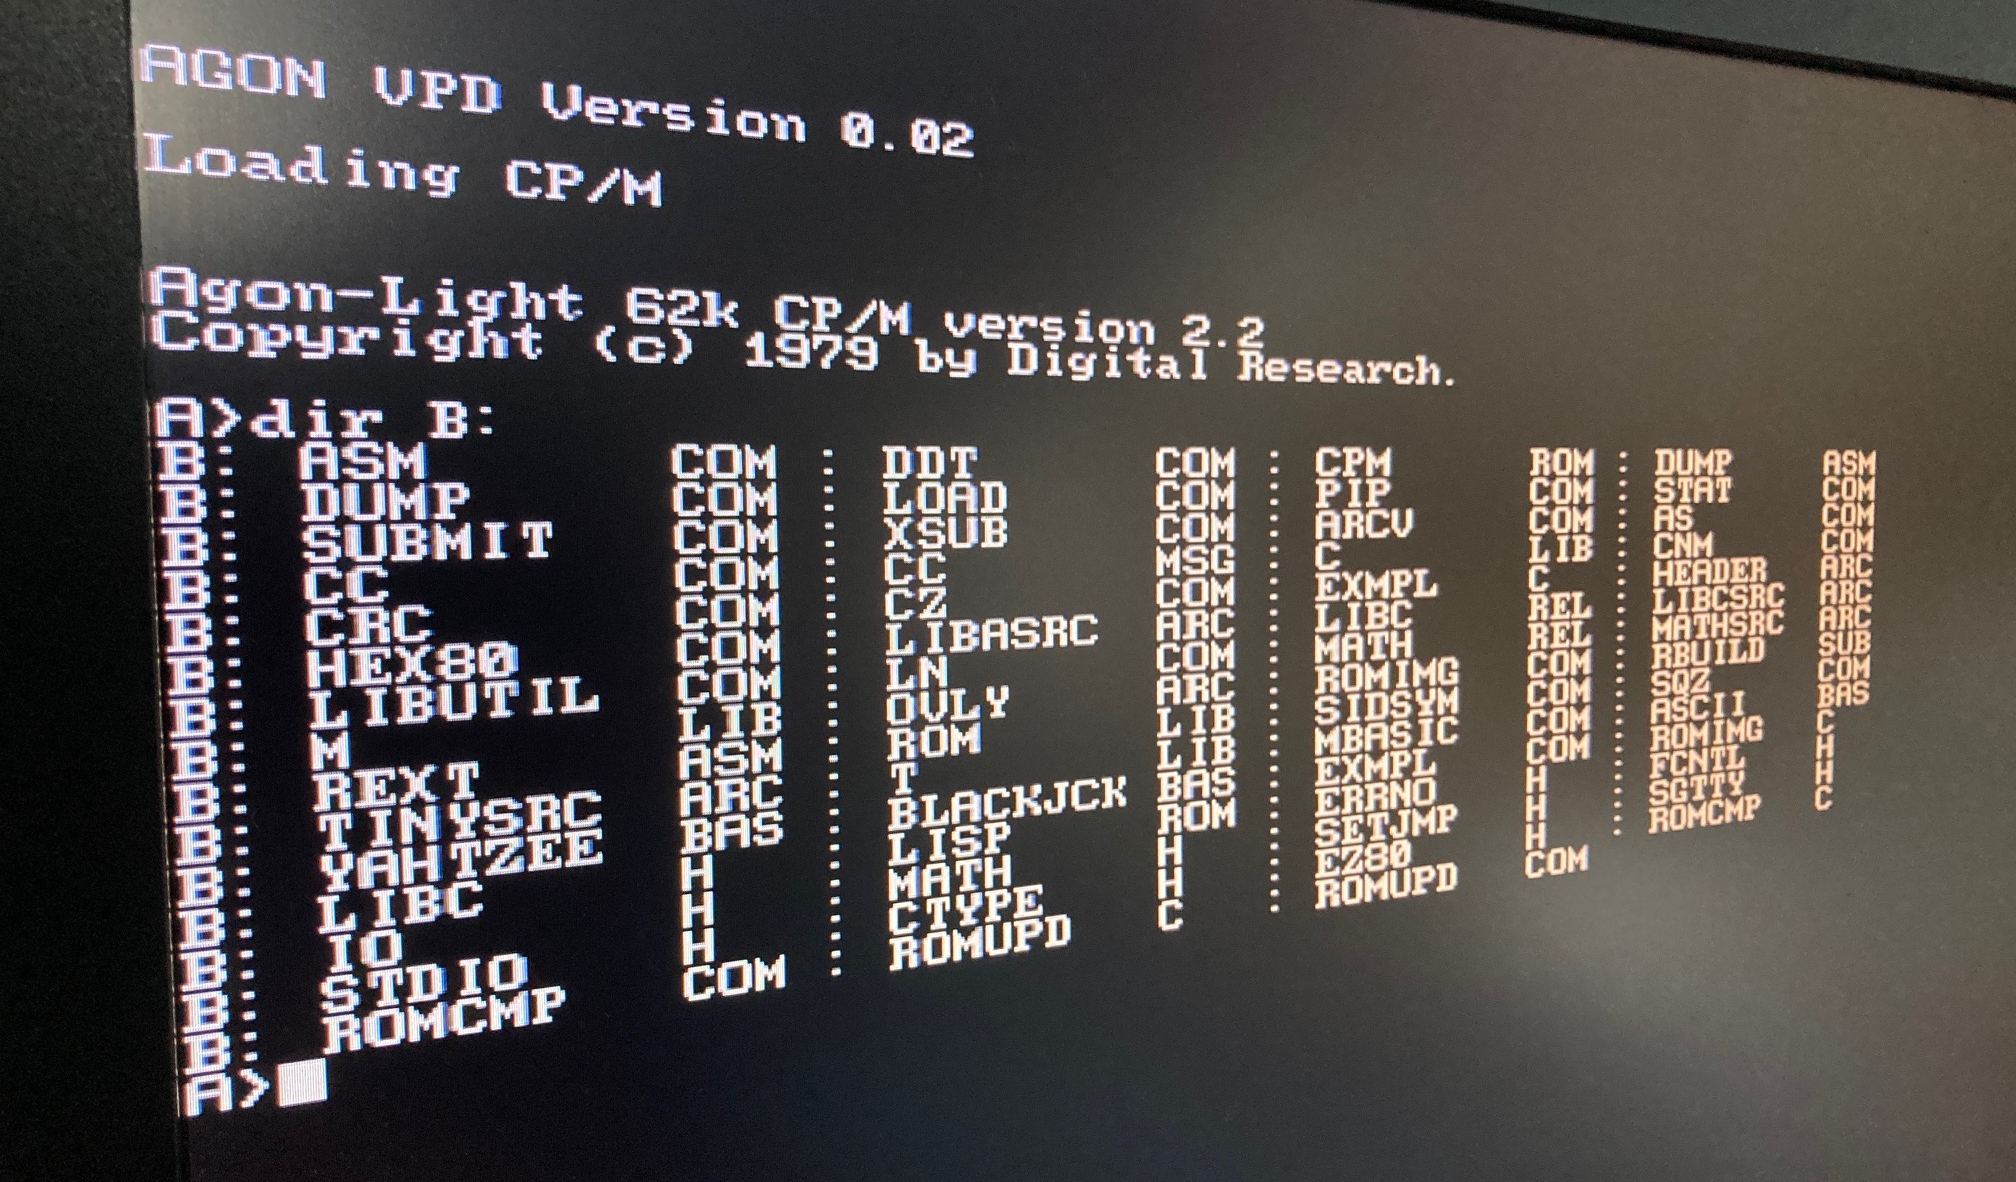 AGON VPD Version 0.02
Loading CP/M
Agon-Light 62k CP/M version 2.2
Copyright (c) 1979 by Digital Research.
A>dir B:
B: ASM COM : DDT COM : CPM ROM : DUMP ASM
B: DUMP COM : LOAD COM : PIP COM : STAT COM
B: SUBMIT COM : XSUB COM : ARCV COM : AS COM
B: CC COM : CC MSG : C LIB : CNM COM
B: CRC COM : CZ COM : EXMPL C : HEADER ARC
B: HEX80 COM : LIBASRC ARC : LIBC REL : LIBCSRC ARC
B: LIBUTIL COM : LN COM : MATH REL : MATHSRC ARC
B: M LIB : OVLY ARC : ROMIMG COM : RBUILD SUB
B: REXT ASM : ROM LIB : SIDSYM COM : SQZ COM
B: TINYSRC ARC : T LIB : MBASIC COM : ASCII BAS
B: YAHTZEE BAS : BLACKJCK BAS : EXMPL COM : ROMIMG C
B: LIBC H : LISP ROM : ERRNO H : FCNTL H
B: IO H : MATH H : SETJMP H : SGTTY H
B: STDIO H : CTYPE H : EZ80 H : ROMCMP C
B: ROMCMP COM : ROMUPD C : ROMUPD COM
A>